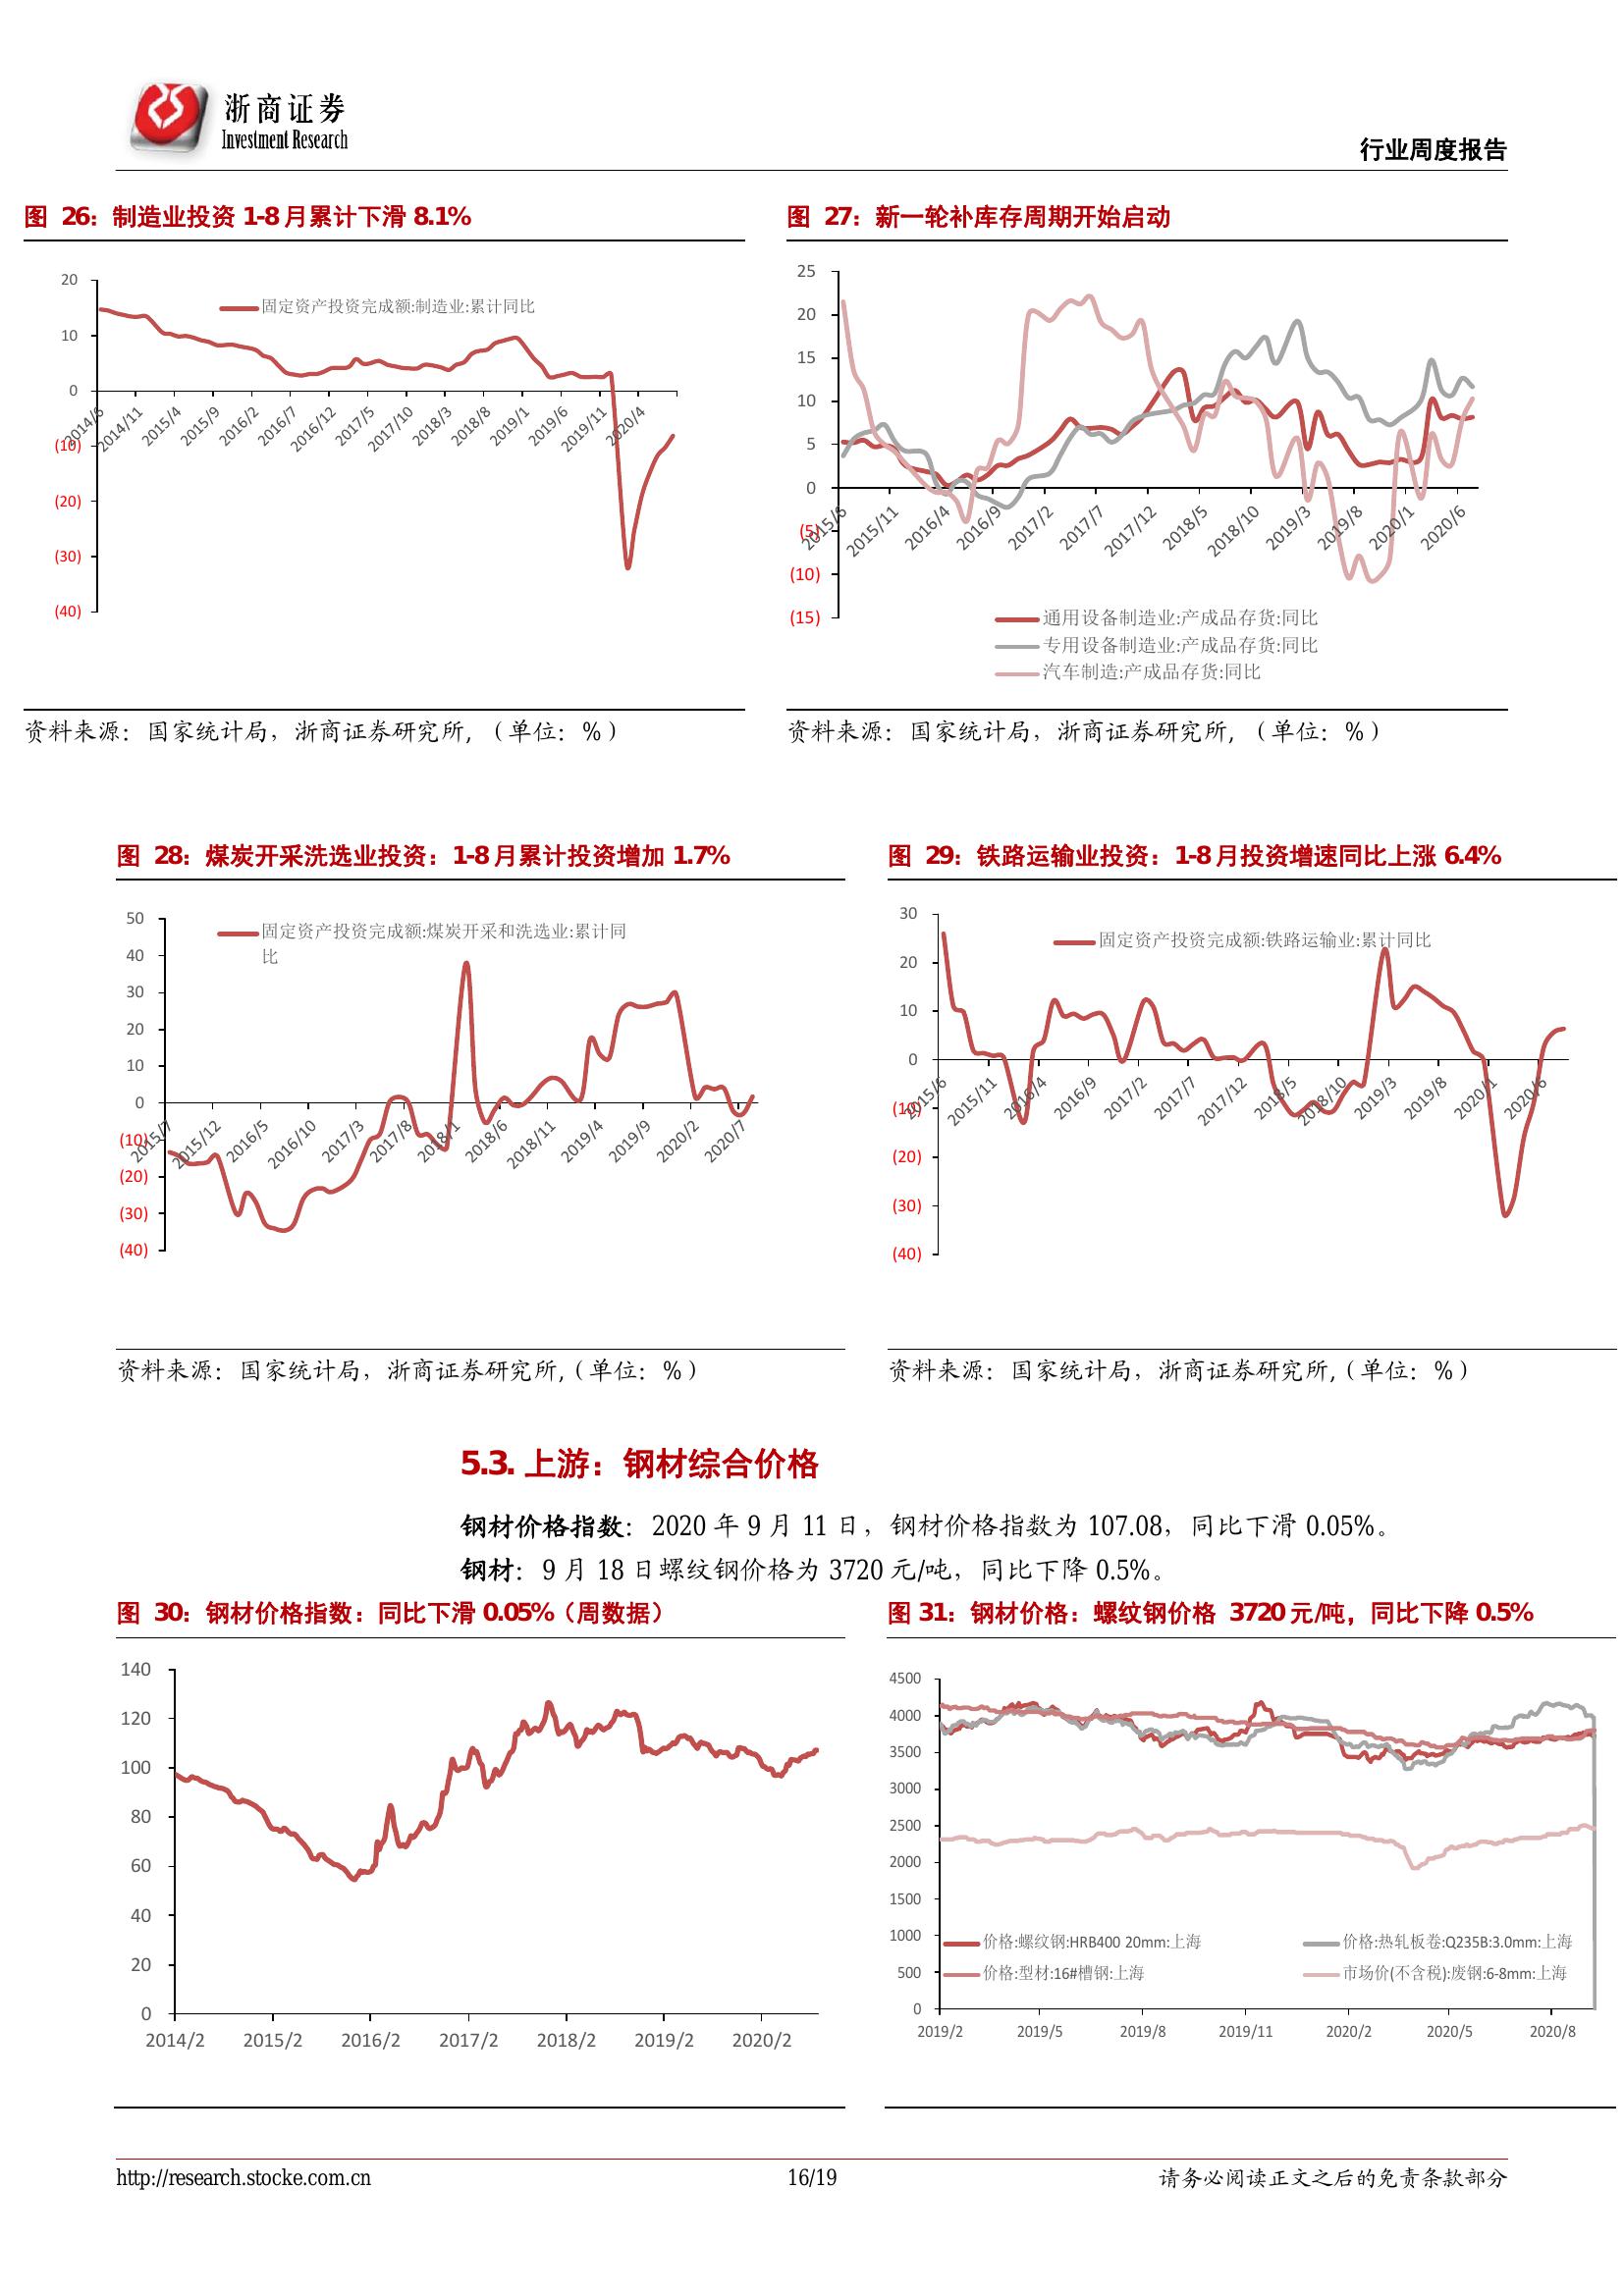 浙商证券
Investment Research
行业周度报告
图 26：制造业投资 1-8 月累计下滑 8.1%
20
10
0
(10)
(20)
(30)
(40)
固定资产投资完成额:制造业:累计同比
2014/6 2014/11 2015/4 2015/9 2016/2 2016/7 2016/12 2017/5 2017/10 2018/3 2018/8 2019/1 2019/6 2019/11 2020/4
资料来源：国家统计局，浙商证券研究所，（单位：%）
图 27：新一轮补库存周期开始启动
25
20
15
10
5
0
(5)
(10)
(15)
2015/6 2015/11 2016/4 2016/9 2017/2 2017/7 2017/12 2018/5 2018/10 2019/3 2019/8 2020/1 2020/6
通用设备制造业:产成品存货:同比
专用设备制造业:产成品存货:同比
汽车制造:产成品存货:同比
资料来源：国家统计局，浙商证券研究所，（单位：%）
图 28：煤炭开采洗选业投资：1-8 月累计投资增加 1.7%
50
40
30
20
10
0
(10)
(20)
(30)
(40)
固定资产投资完成额:煤炭开采和洗选业:累计同
比
2015/7 2015/12 2016/5 2016/10 2017/3 2017/8 2018/1 2018/6 2018/11 2019/4 2019/9 2020/2 2020/7
资料来源：国家统计局，浙商证券研究所,（单位：%）
图 29：铁路运输业投资：1-8 月投资增速同比上涨 6.4%
30
20
10
0
(10)
(20)
(30)
(40)
固定资产投资完成额:铁路运输业:累计同比
2015/6 2015/11 2016/4 2016/9 2017/2 2017/7 2017/12 2018/5 2018/10 2019/3 2019/8 2020/1 2020/6
资料来源：国家统计局，浙商证券研究所,（单位：%）
5.3. 上游：钢材综合价格
钢材价格指数：2020 年 9 月 11 日，钢材价格指数为 107.08，同比下滑 0.05%。
钢材：9 月 18 日螺纹钢价格为 3720 元/吨，同比下降 0.5%。
图 30：钢材价格指数：同比下滑 0.05%（周数据）
140
120
100
80
60
40
20
0
2014/2 2015/2 2016/2 2017/2 2018/2 2019/2 2020/2
图 31：钢材价格：螺纹钢价格 3720 元/吨，同比下降 0.5%
4500
4000
3500
3000
2500
2000
1500
1000
500
0
价格:螺纹钢:HRB400 20mm:上海
价格:热轧板卷:Q235B:3.0mm:上海
价格:型材:16#槽钢:上海
市场价(不含税):废钢:6-8mm:上海
2019/2 2019/5 2019/8 2019/11 2020/2 2020/5 2020/8
http://research.stocke.com.cn
16/19
请务必阅读正文之后的免责条款部分